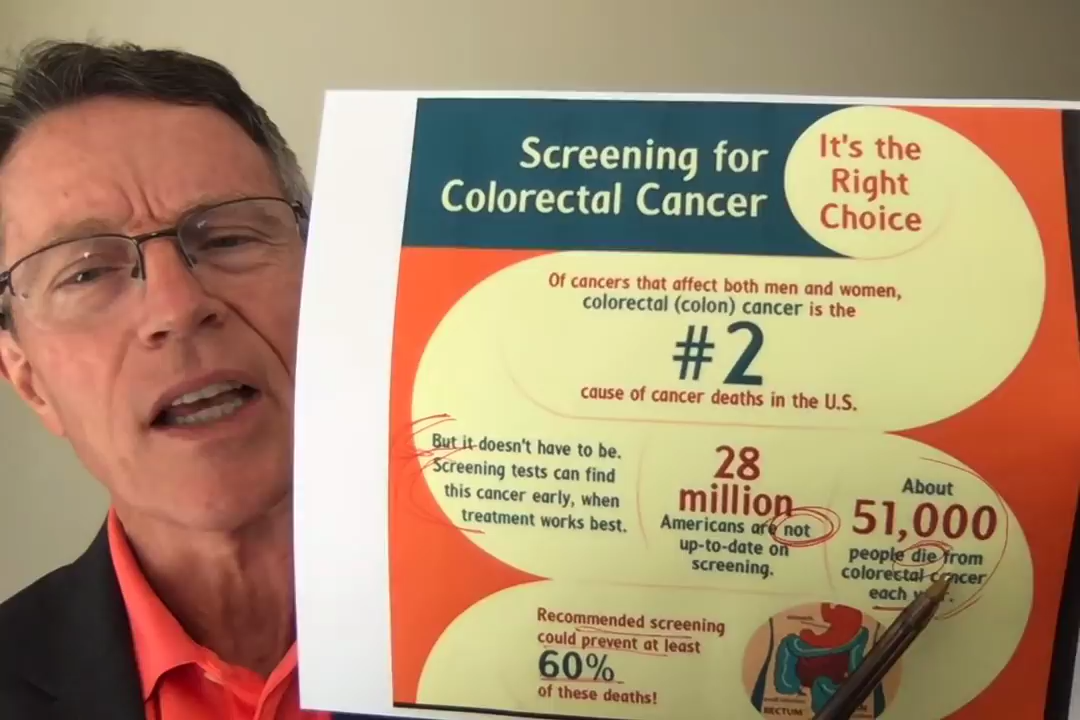 Screening for
Colorectal Cancer
It's the
Right
Choice
Of cancers that affect both men and women,
colorectal (colon) cancer is the
#2
cause of cancer deaths in the U.S.
But it doesn't have to be.
Screening tests can find
this cancer early, when
treatment works best.
28
million
Americans are not
up-to-date on
screening.
About
51,000
people die from
colorectal cancer
each
Recommended screening
could prevent at least
60%
of these deaths!
RECTUM